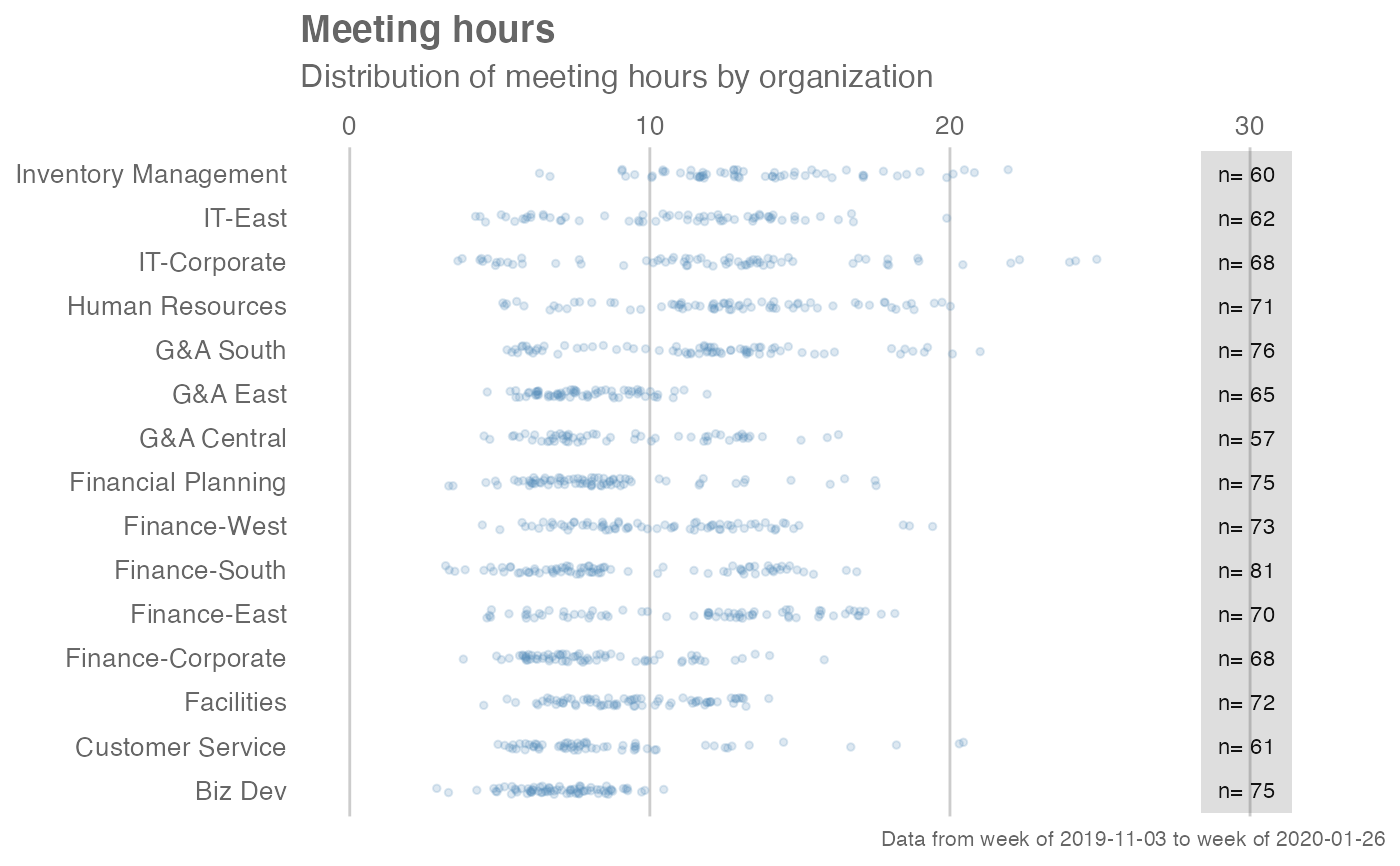 Meeting hours
Distribution of meeting hours by organization
0 10 20 30
Inventory Management n= 60
IT-East n= 62
IT-Corporate n= 68
Human Resources n= 71
G&A South n= 76
G&A East n= 65
G&A Central n= 57
Financial Planning n= 75
Finance-West n= 73
Finance-South n= 81
Finance-East n= 70
Finance-Corporate n= 68
Facilities n= 72
Customer Service n= 61
Biz Dev n= 75
Data from week of 2019-11-03 to week of 2020-01-26